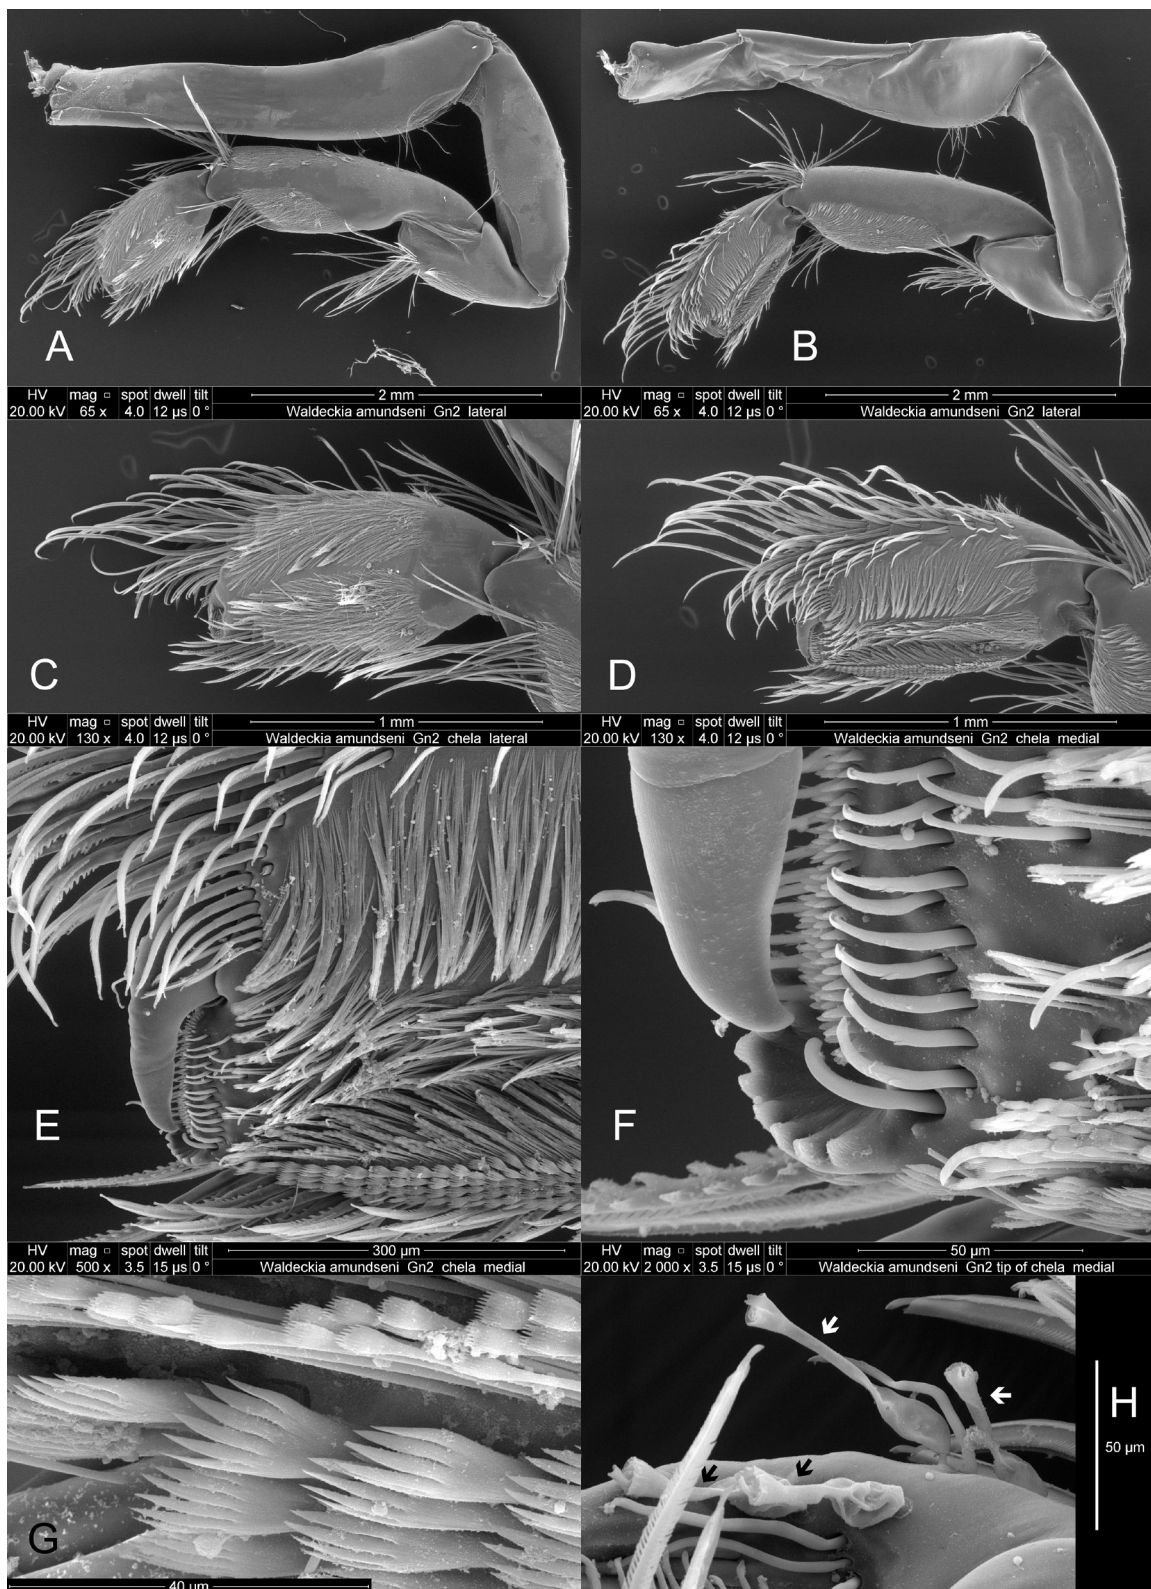 A
HV mag □ spot dwell tilt 2 mm
20.00 kV 65 x 4.0 12 µs 0 ° Waldeckia amundseni Gn2 lateral
B
HV mag □ spot dwell tilt 2 mm
20.00 kV 65 x 4.0 12 µs 0 ° Waldeckia amundseni Gn2 lateral
C
HV mag □ spot dwell tilt 1 mm
20.00 kV 130 x 4.0 12 µs 0 ° Waldeckia amundseni Gn2 chela lateral
D
HV mag □ spot dwell tilt 1 mm
20.00 kV 130 x 4.0 12 µs 0 ° Waldeckia amundseni Gn2 chela medial
E
HV mag □ spot dwell tilt 300 µm
20.00 kV 500 x 3.5 15 µs 0 ° Waldeckia amundseni Gn2 chela medial
F
HV mag □ spot dwell tilt 50 µm
20.00 kV 2 000 x 3.5 15 µs 0 ° Waldeckia amundseni Gn2 tip of chela medial
G
40 µm
H
50 µm